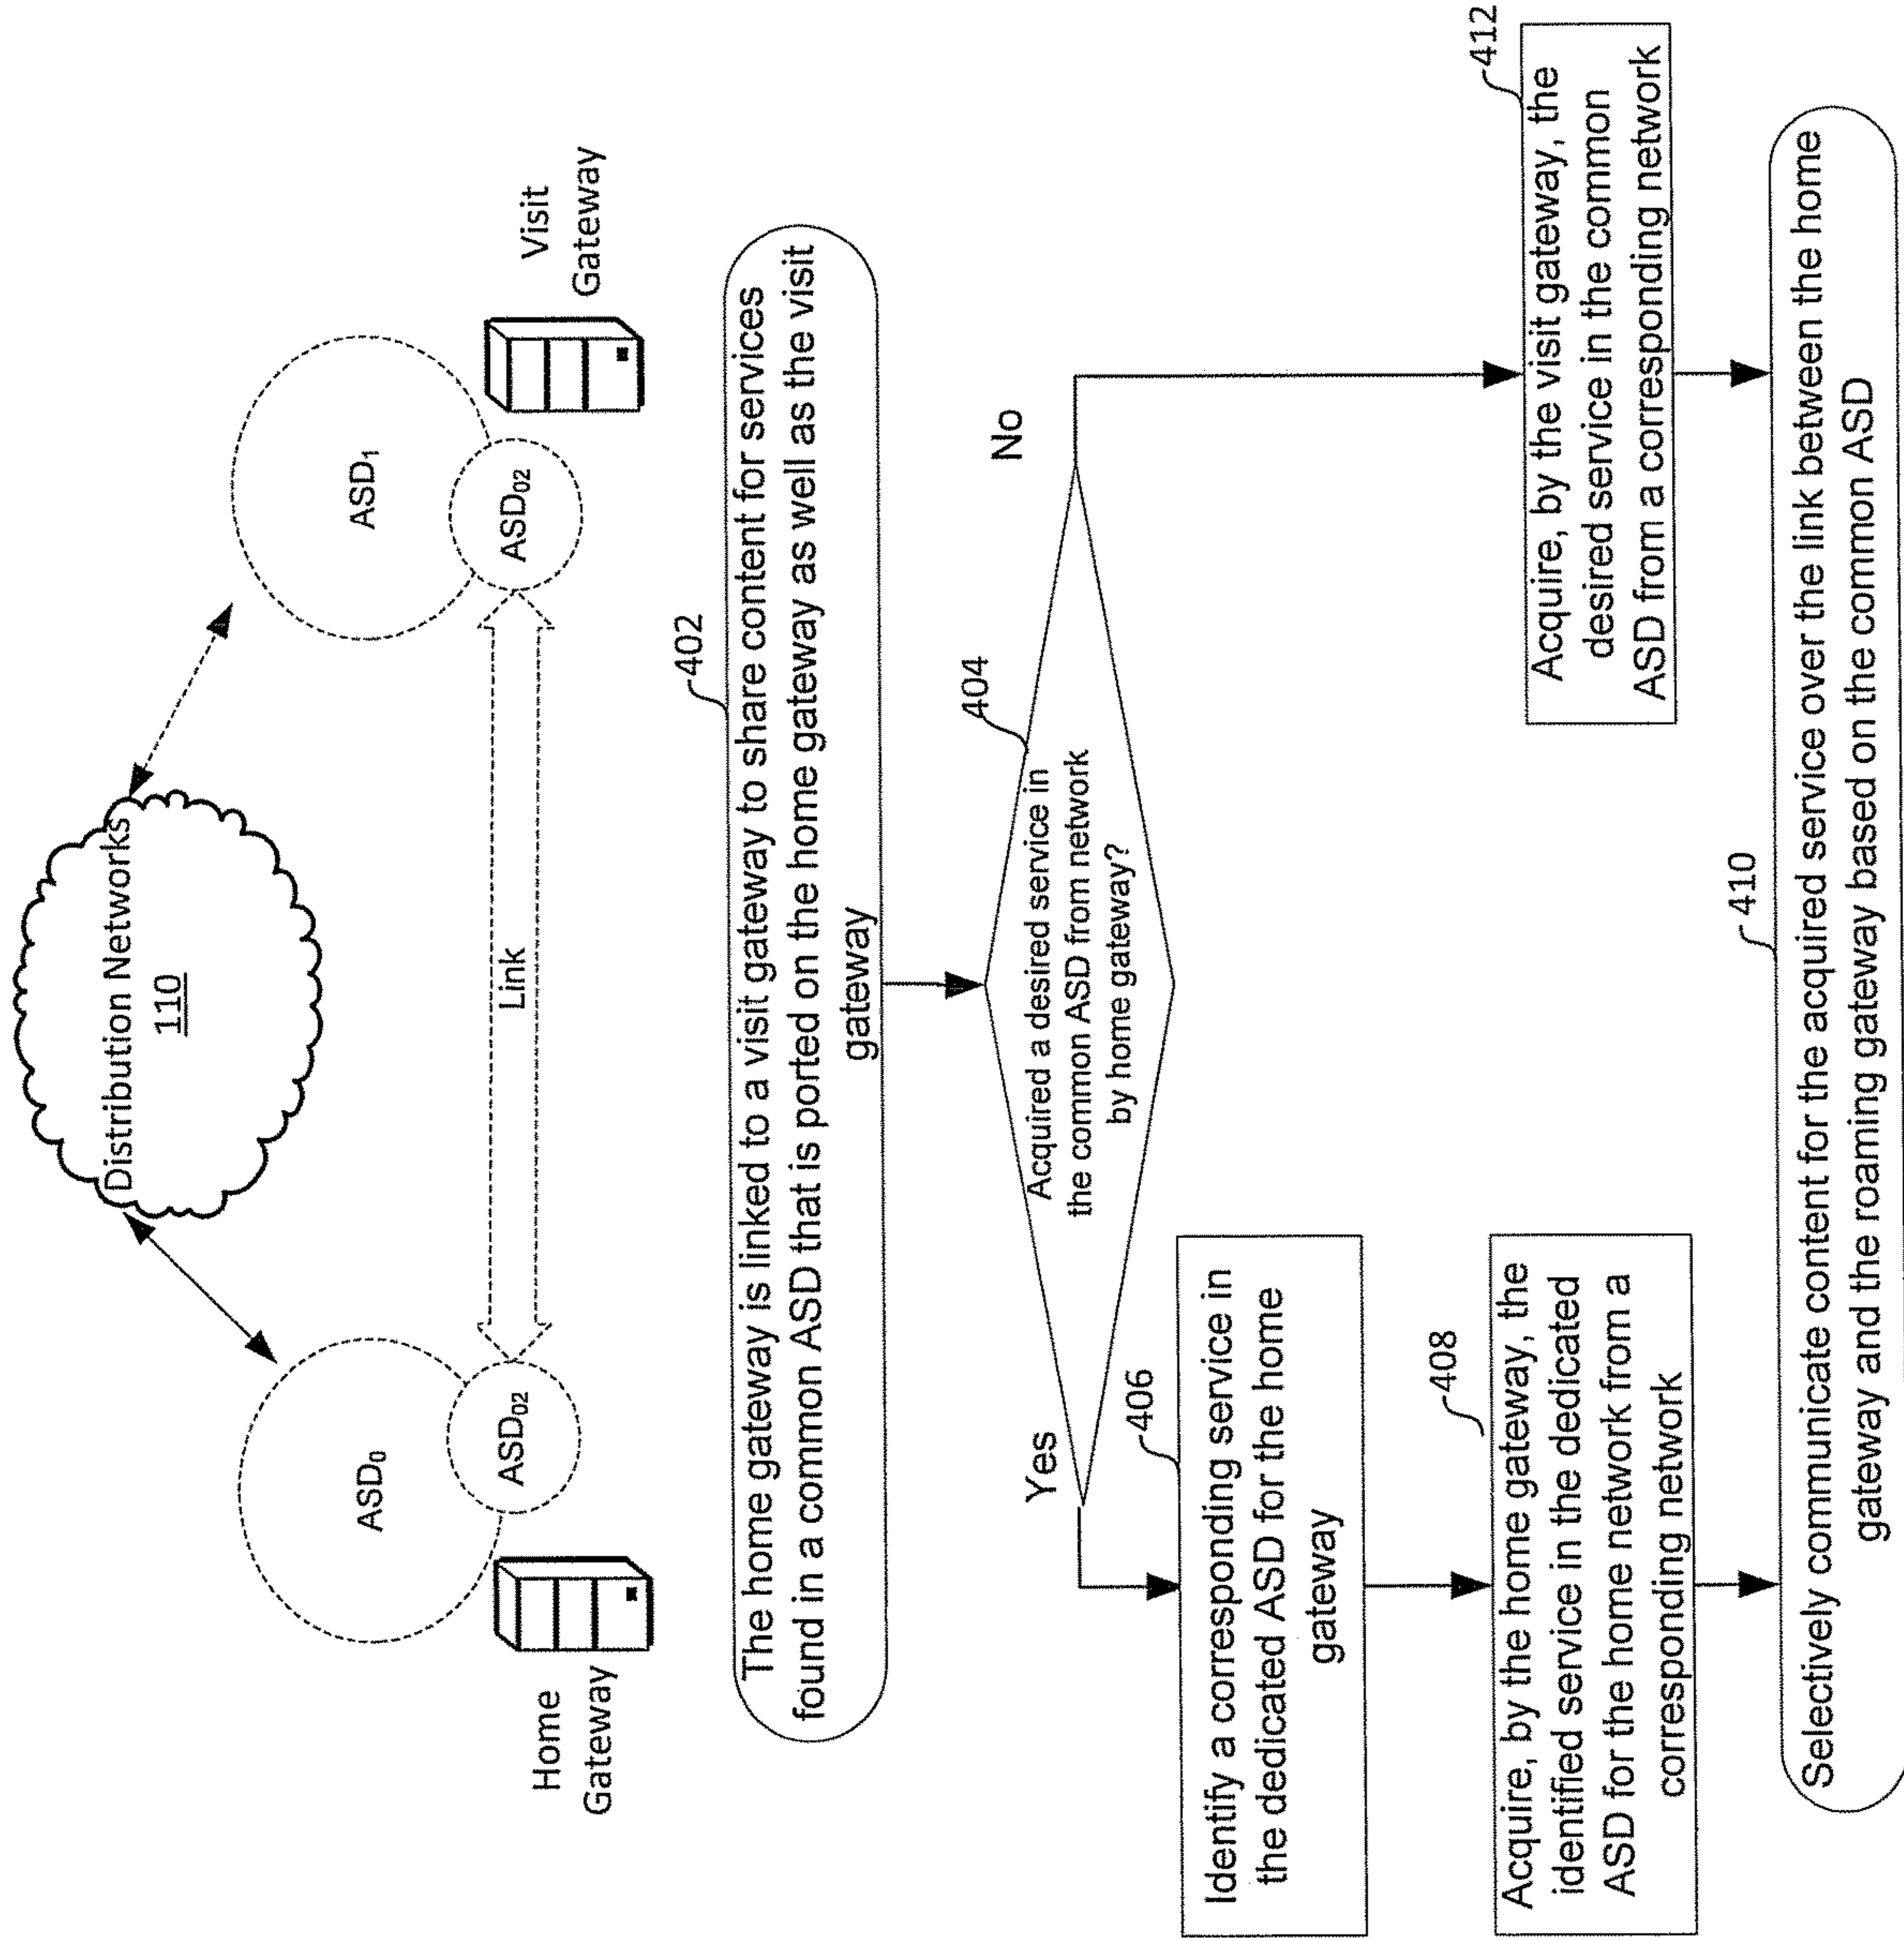 Distribution Networks
110
ASD0
ASD1
ASD02
Link
ASD02
Home
Gateway
Visit
Gateway
402
The home gateway is linked to a visit gateway to share content for services
found in a common ASD that is ported on the home gateway as well as the visit
gateway
404
Acquired a desired service in
the common ASD from network
by home gateway?
Yes
No
406
Identify a corresponding service in
the dedicated ASD for the home
gateway
408
Acquire, by the home gateway, the
identified service in the dedicated
ASD for the home network from a
corresponding network
412
Acquire, by the visit gateway, the
desired service in the common
ASD from a corresponding network
410
Selectively communicate content for the acquired service over the link between the home
gateway and the roaming gateway based on the common ASD